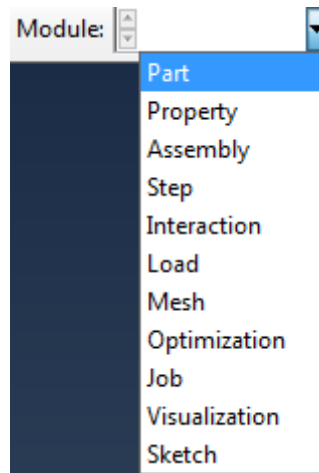 Module:
Part
Property
Assembly
Step
Interaction
Load
Mesh
Optimization
Job
Visualization
Sketch